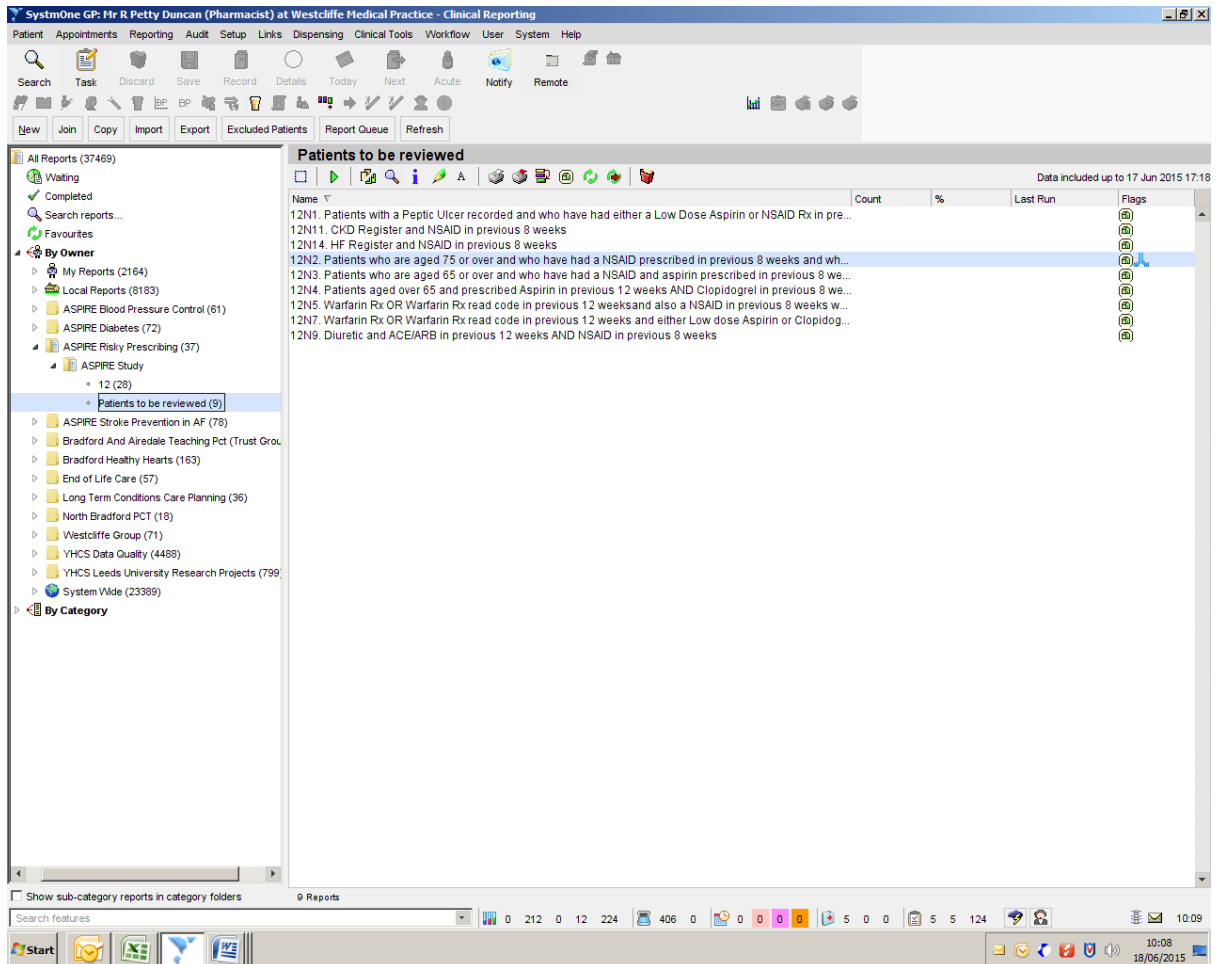 SystmOne GP: Mr R Petty Duncan (Pharmacist) at Westcliffe Medical Practice - Clinical Reporting
Patient Appointments Reporting Audit Setup Links Dispensing Clinical Tools Workflow User System Help
Search Task Discard Save Record Details Today Next Acute Notify Remote
BP BP
New Join Copy Import Export Excluded Patients Report Queue Refresh
All Reports (37469)
Waiting
Completed
Search reports...
Favourites
By Owner
My Reports (2164)
Local Reports (8183)
ASPIRE Blood Pressure Control (61)
ASPIRE Diabetes (72)
ASPIRE Risky Prescribing (37)
ASPIRE Study
12 (28)
Patients to be reviewed (9)
ASPIRE Stroke Prevention in AF (78)
Bradford And Airedale Teaching Pct (Trust Grou
Bradford Healthy Hearts (163)
End of Life Care (57)
Long Term Conditions Care Planning (36)
North Bradford PCT (18)
Westcliffe Group (71)
YHCS Data Quality (4488)
YHCS Leeds University Research Projects (799)
System Wide (23389)
By Category
Show sub-category reports in category folders
Patients to be reviewed
A
Data included up to 17 Jun 2015 17:18
Name Count % Last Run Flags
12N1. Patients with a Peptic Ulcer recorded and who have had either a Low Dose Aspirin or NSAID Rx in pre...
12N11. CKD Register and NSAID in previous 8 weeks
12N14. HF Register and NSAID in previous 8 weeks
12N2. Patients who are aged 75 or over and who have had a NSAID prescribed in previous 8 weeks and wh...
12N3. Patients who are aged 65 or over and who have had a NSAID and aspirin prescribed in previous 8 we...
12N4. Patients aged over 65 and prescribed Aspirin in previous 12 weeks AND Clopidogrel in previous 8 we...
12N5. Warfarin Rx OR Warfarin Rx read code in previous 12 weeksand also a NSAID in previous 8 weeks w...
12N7. Warfarin Rx OR Warfarin Rx read code in previous 12 weeks and either Low dose Aspirin or Clopidog...
12N9. Diuretic and ACE/ARB in previous 12 weeks AND NSAID in previous 8 weeks
9 Reports
Search features
0 212 0 12 224 406 0 0 0 0 0 5 0 0 5 5 124 10:09
Start
10:08
18/06/2015